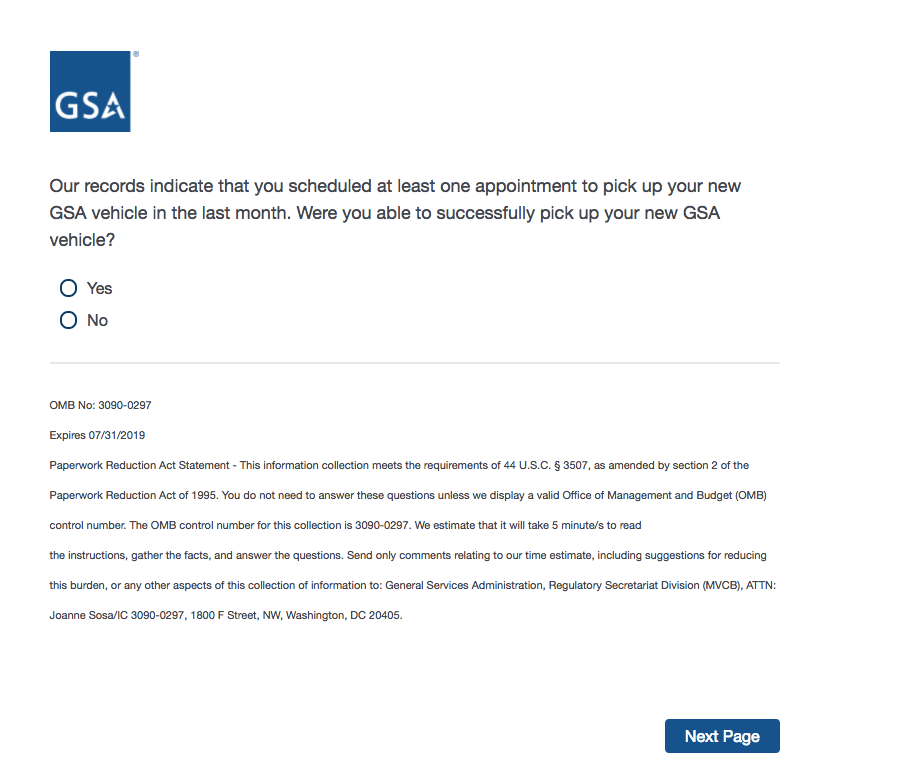 ®
GSA
Our records indicate that you scheduled at least one appointment to pick up your new
GSA vehicle in the last month. Were you able to successfully pick up your new GSA
vehicle?
Yes
No
OMB No: 3090-0297
Expires 07/31/2019
Paperwork Reduction Act Statement - This information collection meets the requirements of 44 U.S.C. § 3507, as amended by section 2 of the
Paperwork Reduction Act of 1995. You do not need to answer these questions unless we display a valid Office of Management and Budget (OMB)
control number. The OMB control number for this collection is 3090-0297. We estimate that it will take 5 minute/s to read
the instructions, gather the facts, and answer the questions. Send only comments relating to our time estimate, including suggestions for reducing
this burden, or any other aspects of this collection of information to: General Services Administration, Regulatory Secretariat Division (MVCB), ATTN:
Joanne Sosa/IC 3090-0297, 1800 F Street, NW, Washington, DC 20405.
Next Page